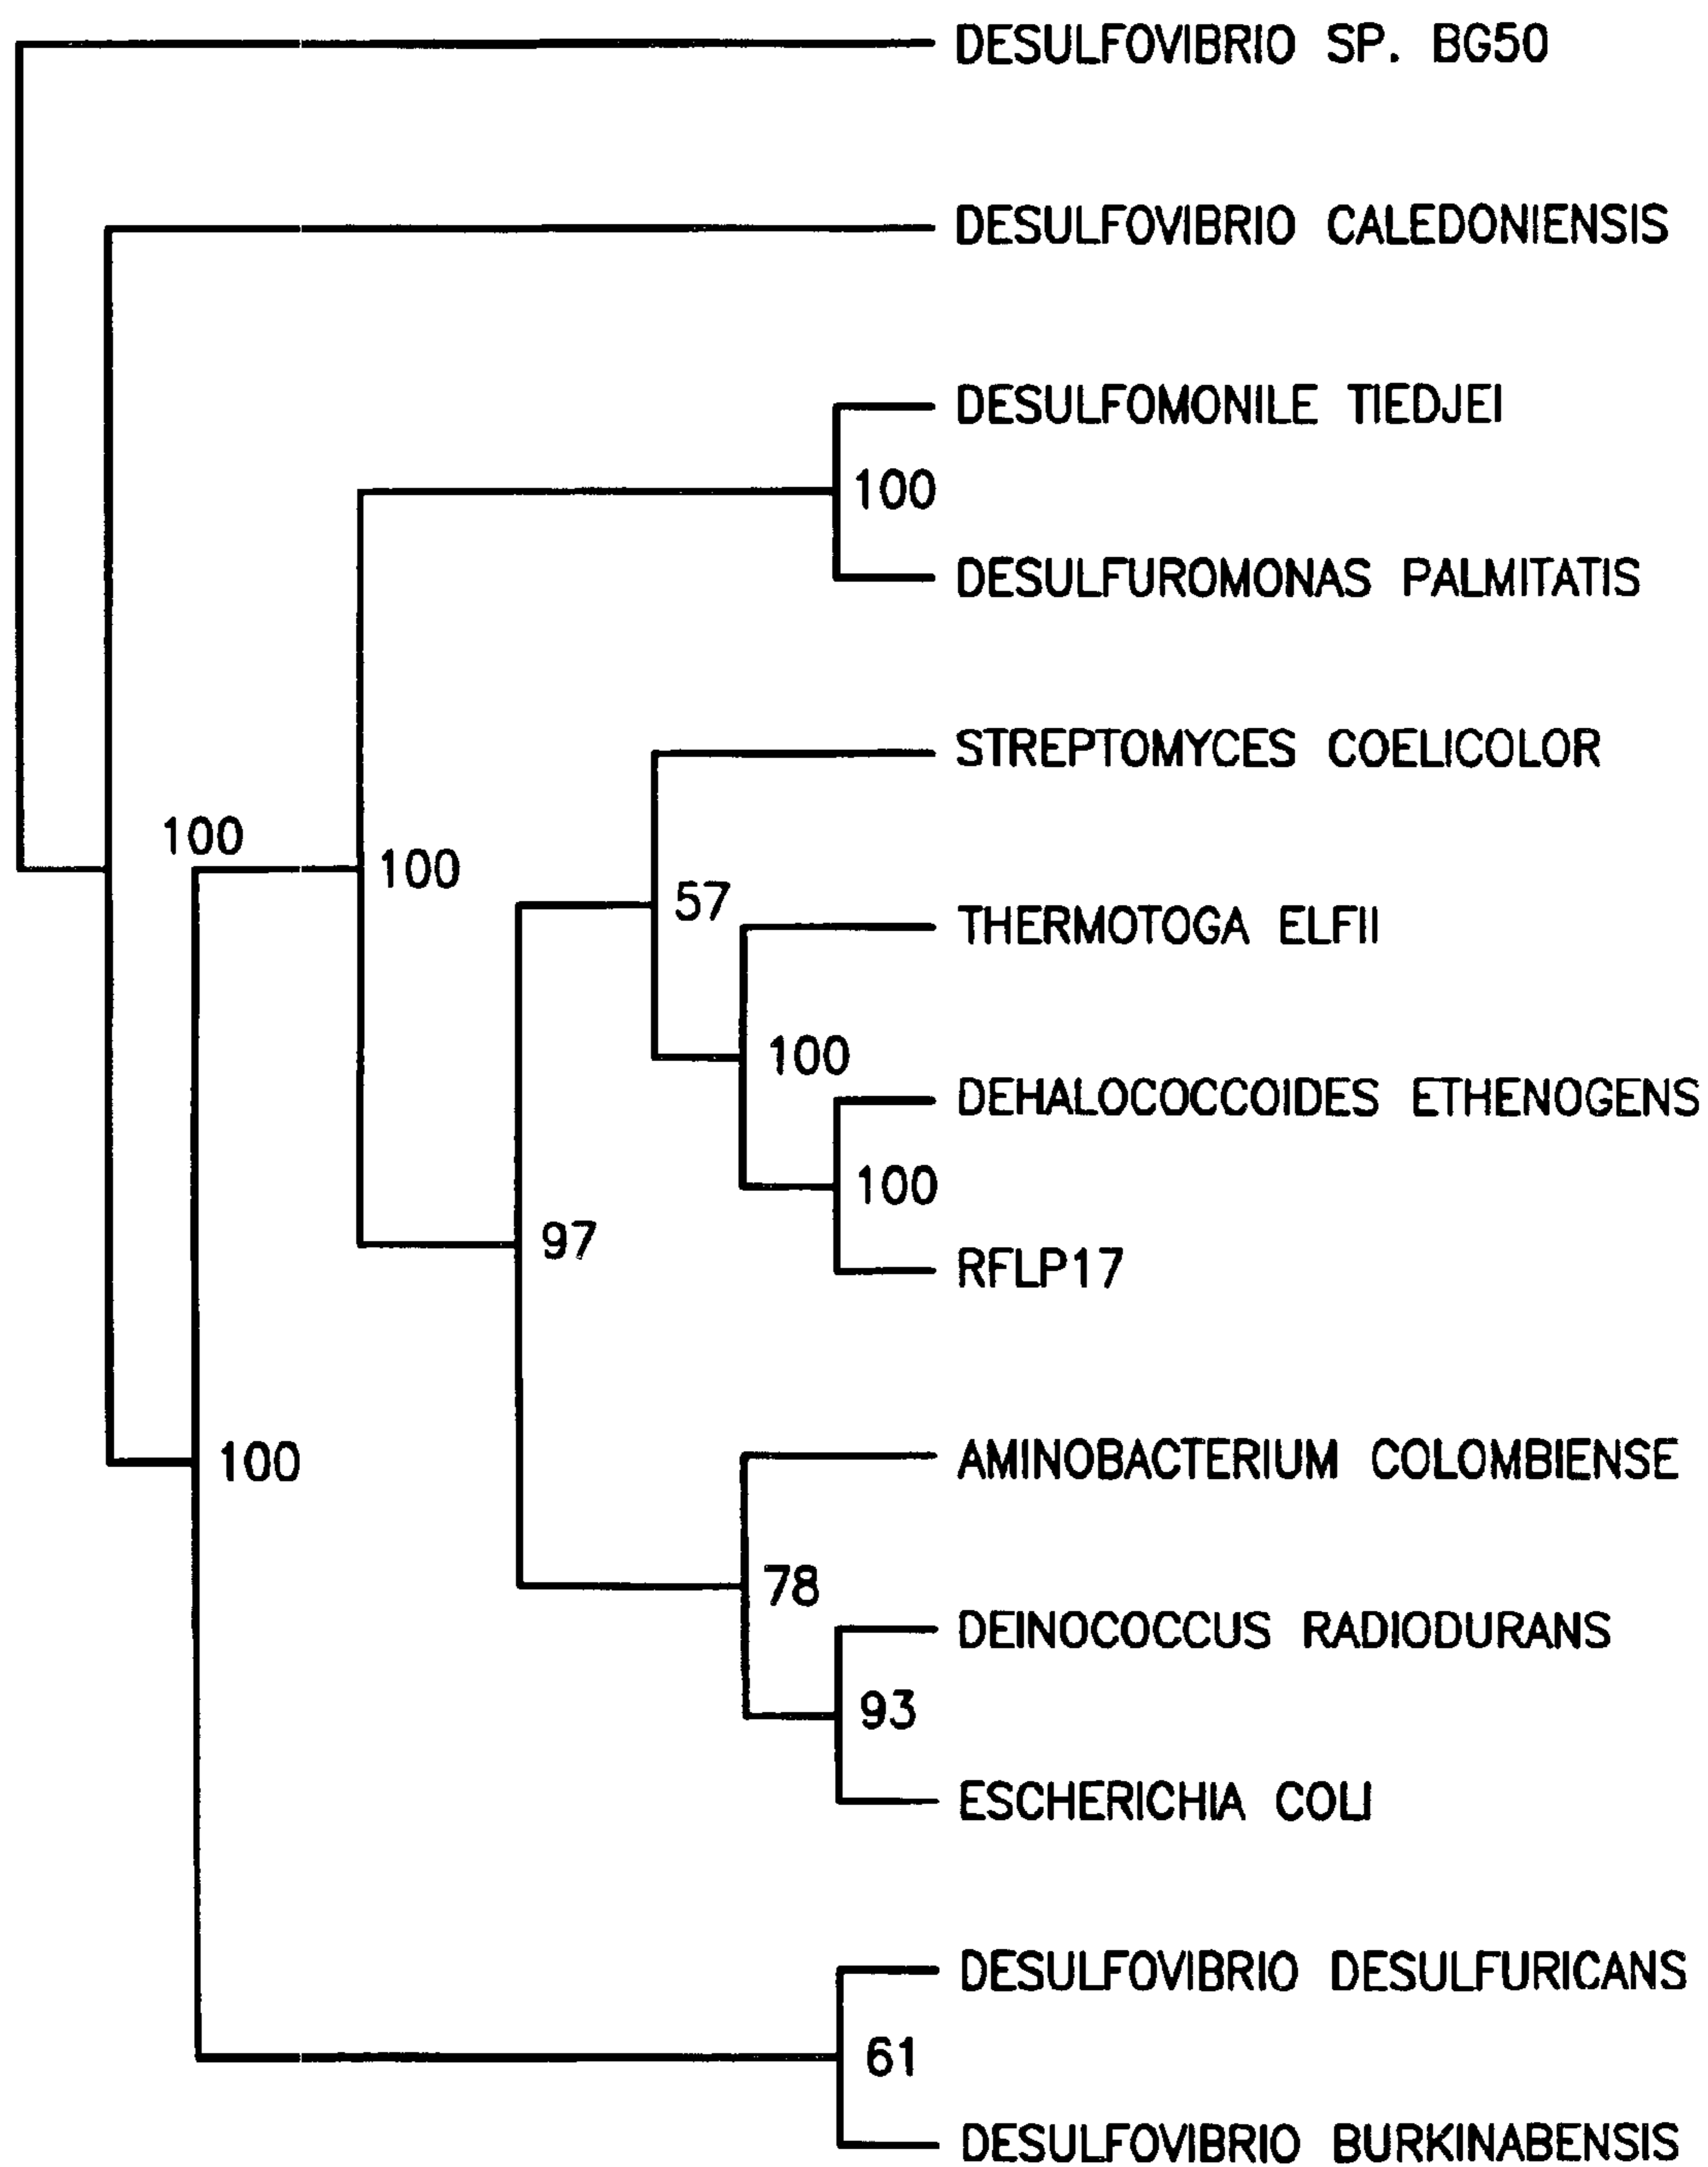 DESULFOVIBRIO SP. BG50
DESULFOVIBRIO CALEDONIENSIS
DESULFOMONILE TIEDJEI
100
DESULFUROMONAS PALMITATIS
STREPTOMYCES COELICOLOR
100
100
57
THERMOTOGA ELFII
100
DEHALOCOCCOIDES ETHENOGENS
100
97
RFLP17
100
AMINOBACTERIUM COLOMBIENSE
78
DEINOCOCCUS RADIODURANS
93
ESCHERICHIA COLI
DESULFOVIBRIO DESULFURICANS
61
DESULFOVIBRIO BURKINABENSIS